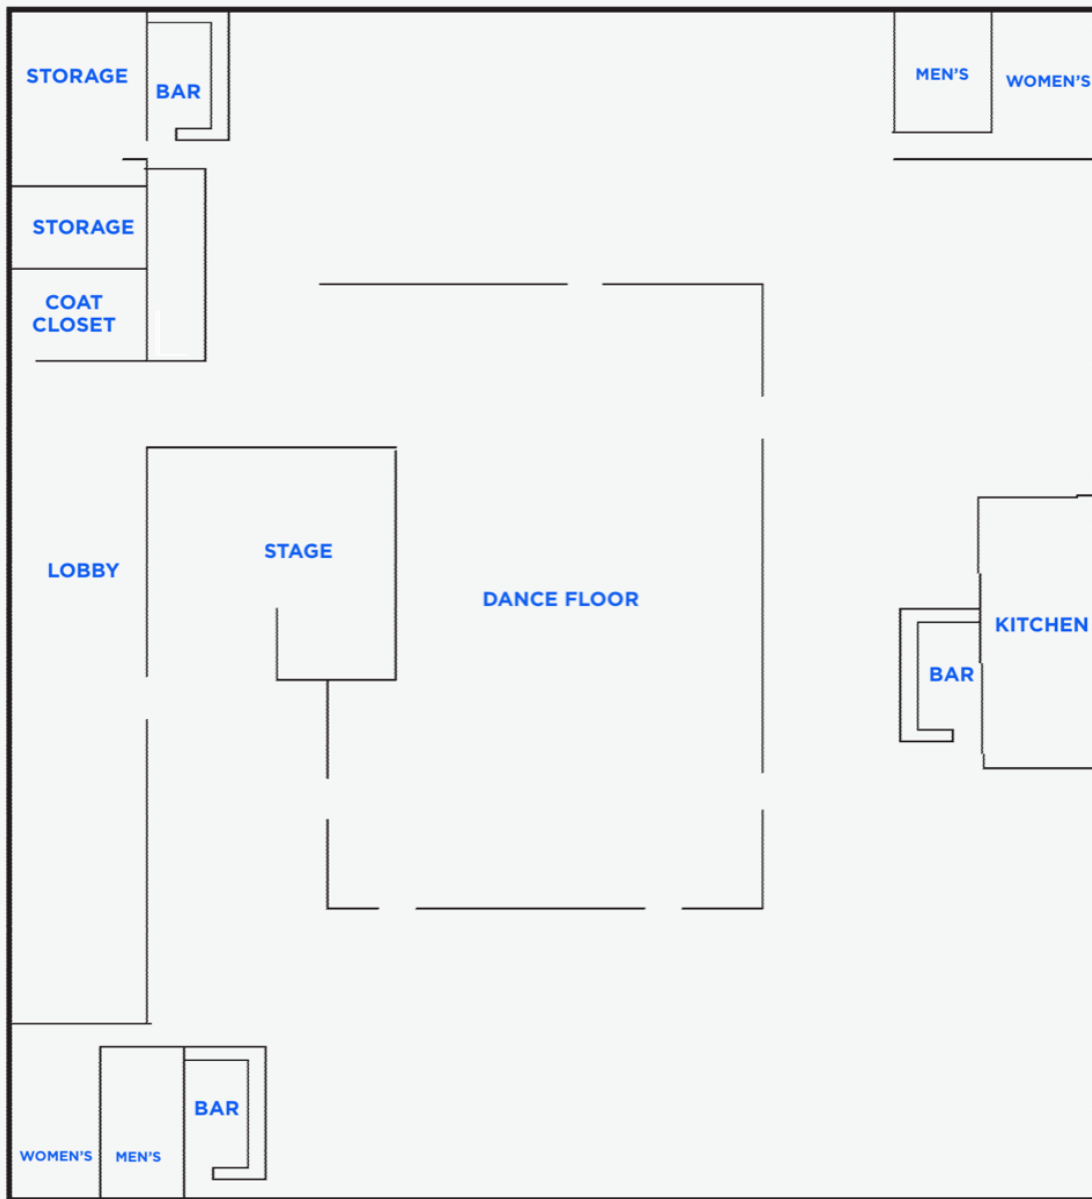 STORAGE
BAR
MEN'S
WOMEN'S
STORAGE
COAT
CLOSET
STAGE
LOBBY
DANCE FLOOR
KITCHEN
BAR
BAR
WOMEN'S
MEN'S